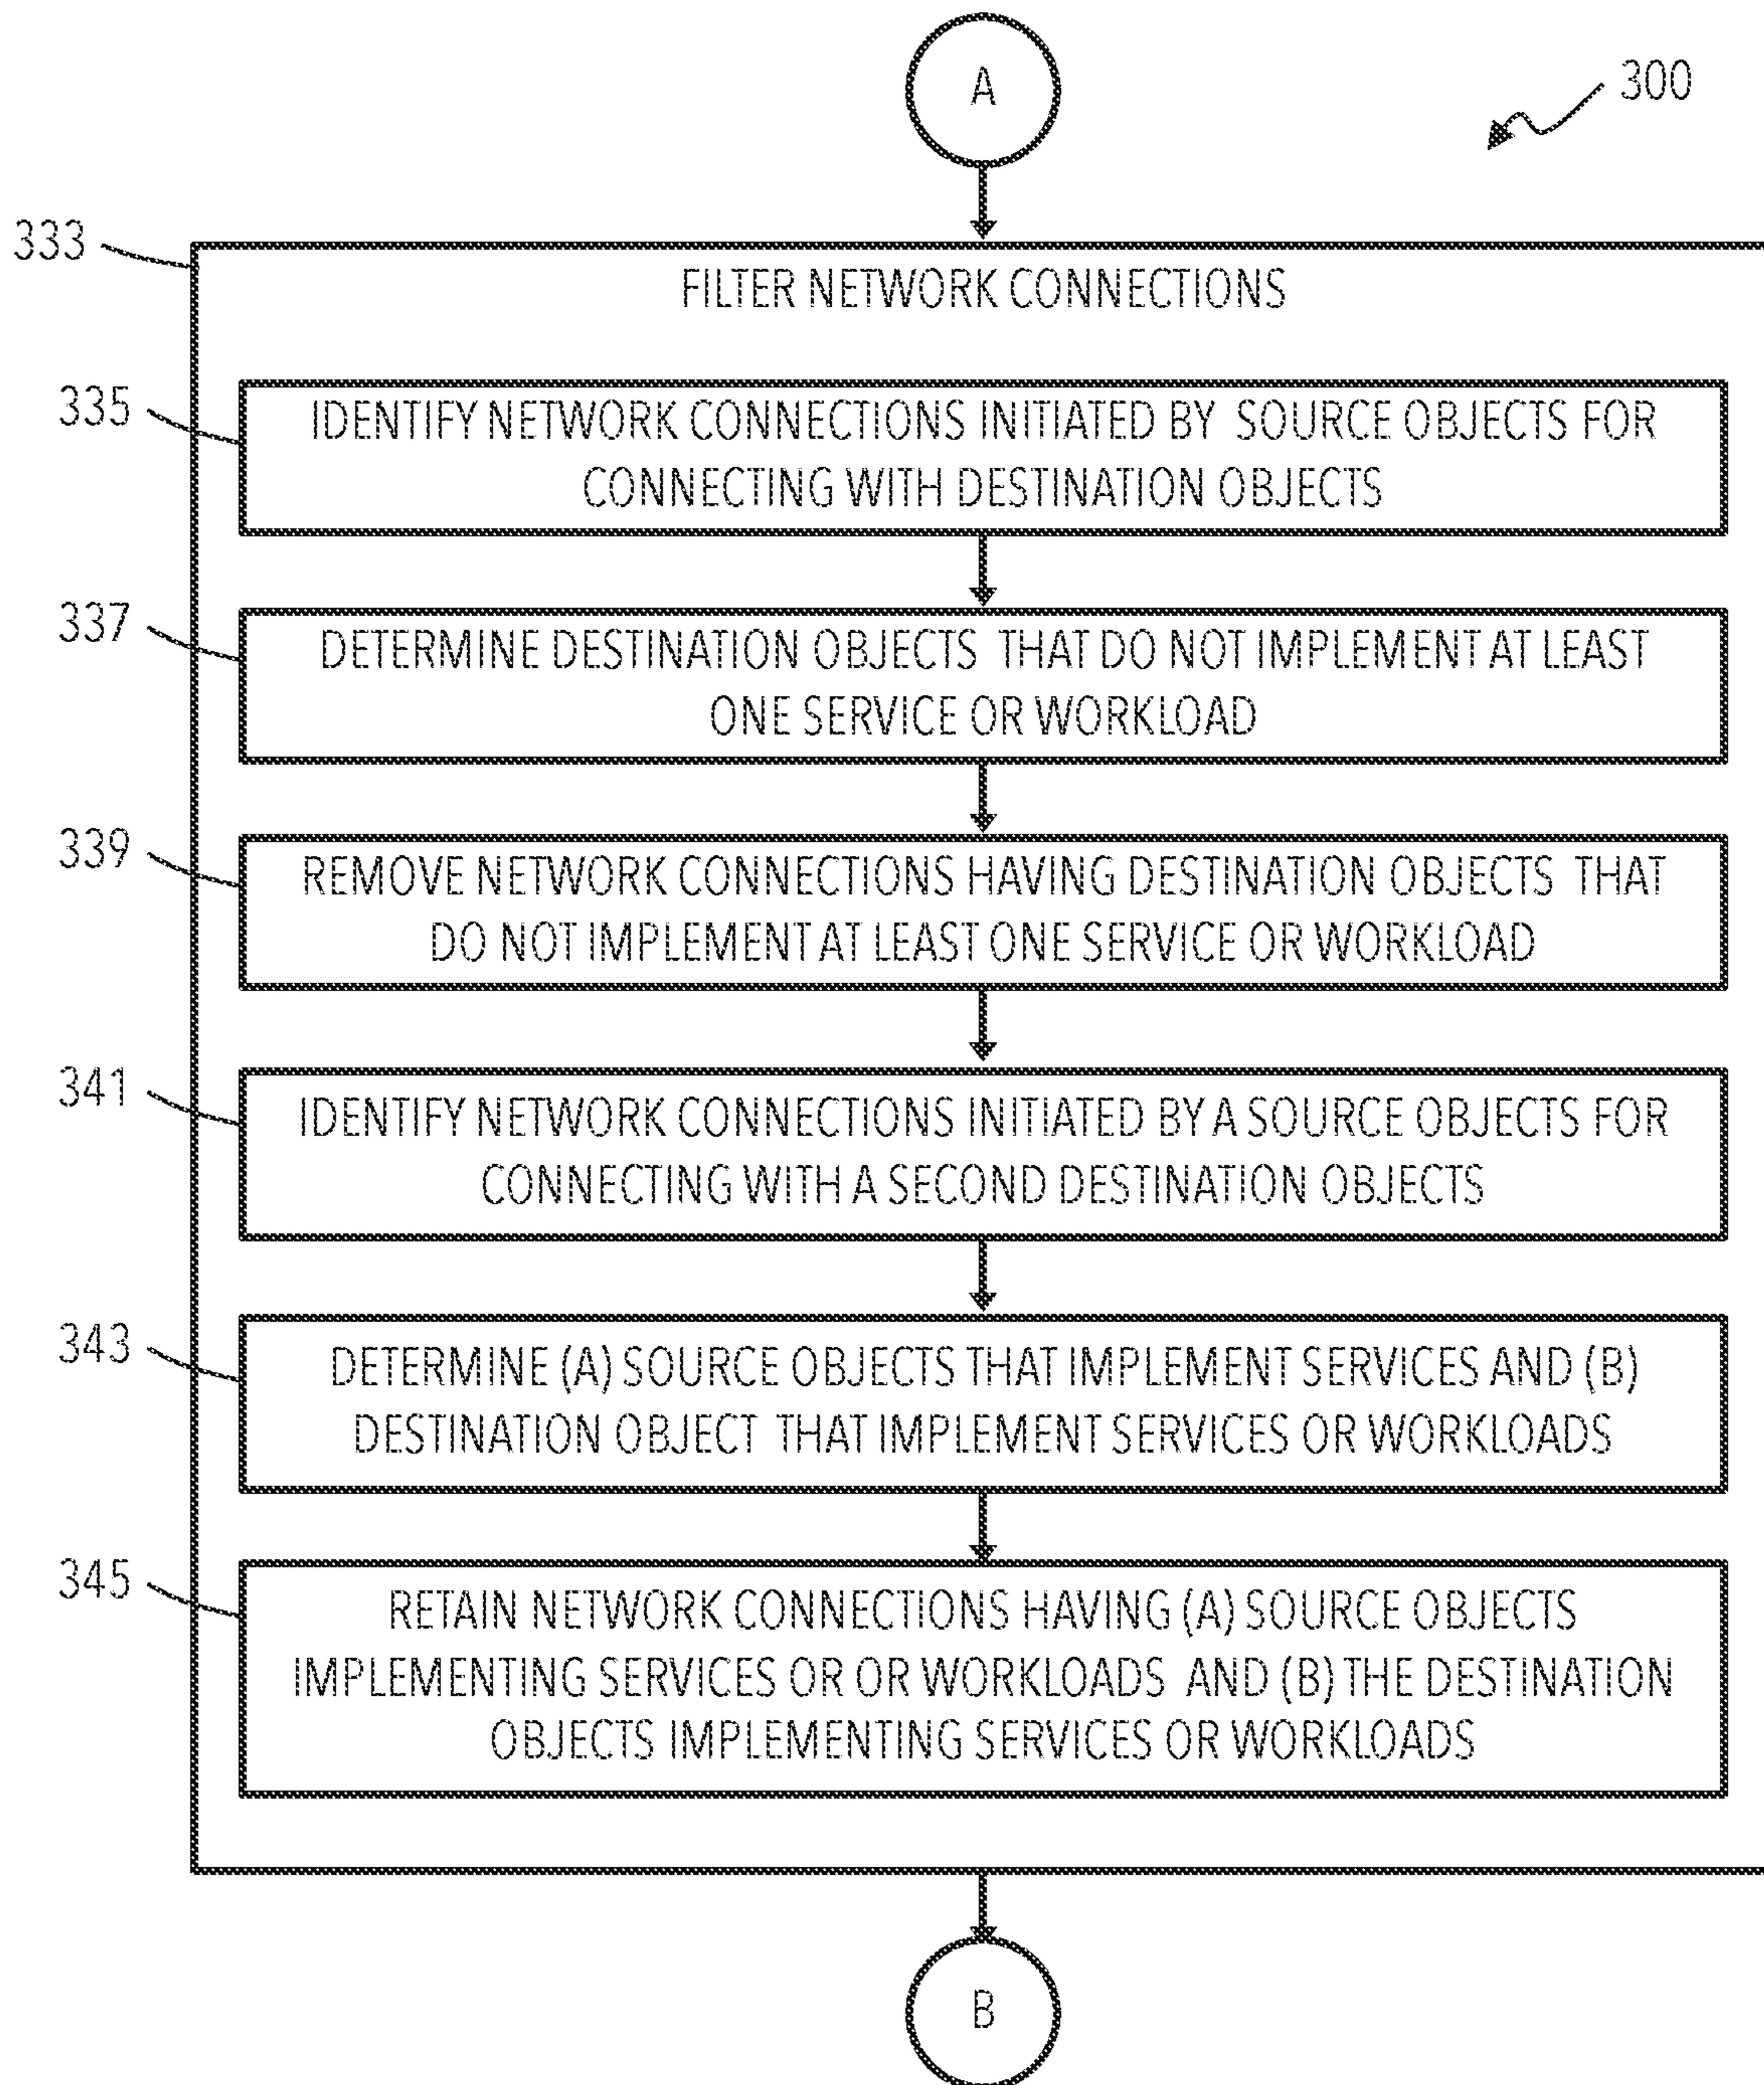 A
300
333
FILTER NETWORK CONNECTIONS
335
IDENTIFY NETWORK CONNECTIONS INITIATED BY SOURCE OBJECTS FOR
CONNECTING WITH DESTINATION OBJECTS
337
DETERMINE DESTINATION OBJECTS THAT DO NOT IMPLEMENT AT LEAST
ONE SERVICE OR WORKLOAD
339
REMOVE NETWORK CONNECTIONS HAVING DESTINATION OBJECTS THAT
DO NOT IMPLEMENT AT LEAST ONE SERVICE OR WORKLOAD
341
IDENTIFY NETWORK CONNECTIONS INITIATED BY A SOURCE OBJECTS FOR
CONNECTING WITH A SECOND DESTINATION OBJECTS
343
DETERMINE (A) SOURCE OBJECTS THAT IMPLEMENT SERVICES AND (B)
DESTINATION OBJECT THAT IMPLEMENT SERVICES OR WORKLOADS
345
RETAIN NETWORK CONNECTIONS HAVING (A) SOURCE OBJECTS
IMPLEMENTING SERVICES OR OR WORKLOADS AND (B) THE DESTINATION
OBJECTS IMPLEMENTING SERVICES OR WORKLOADS
B